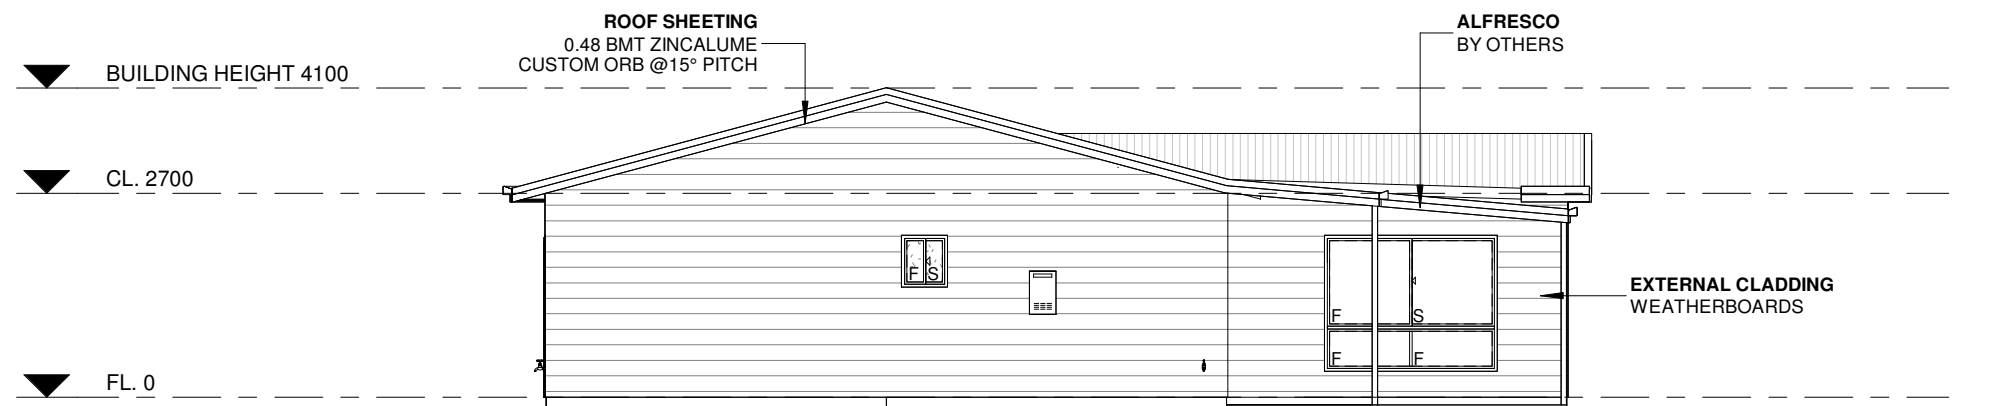 ROOF SHEETING
0.48 BMT ZINCALUME
CUSTOM ORB @15° PITCH
ALFRESCO
BY OTHERS
BUILDING HEIGHT 4100
CL. 2700
F S
F S
F F
EXTERNAL CLADDING
WEATHERBOARDS
FL. 0